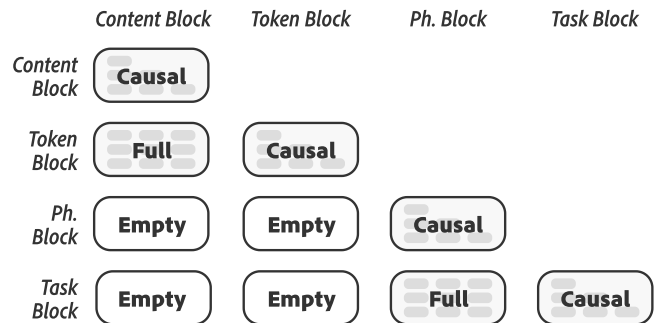 Content Block Token Block Ph. Block Task Block
Content
Block
Causal
Token
Block
Full Causal
Ph.
Block
Empty Empty Causal
Task
Block
Empty Empty Full Causal